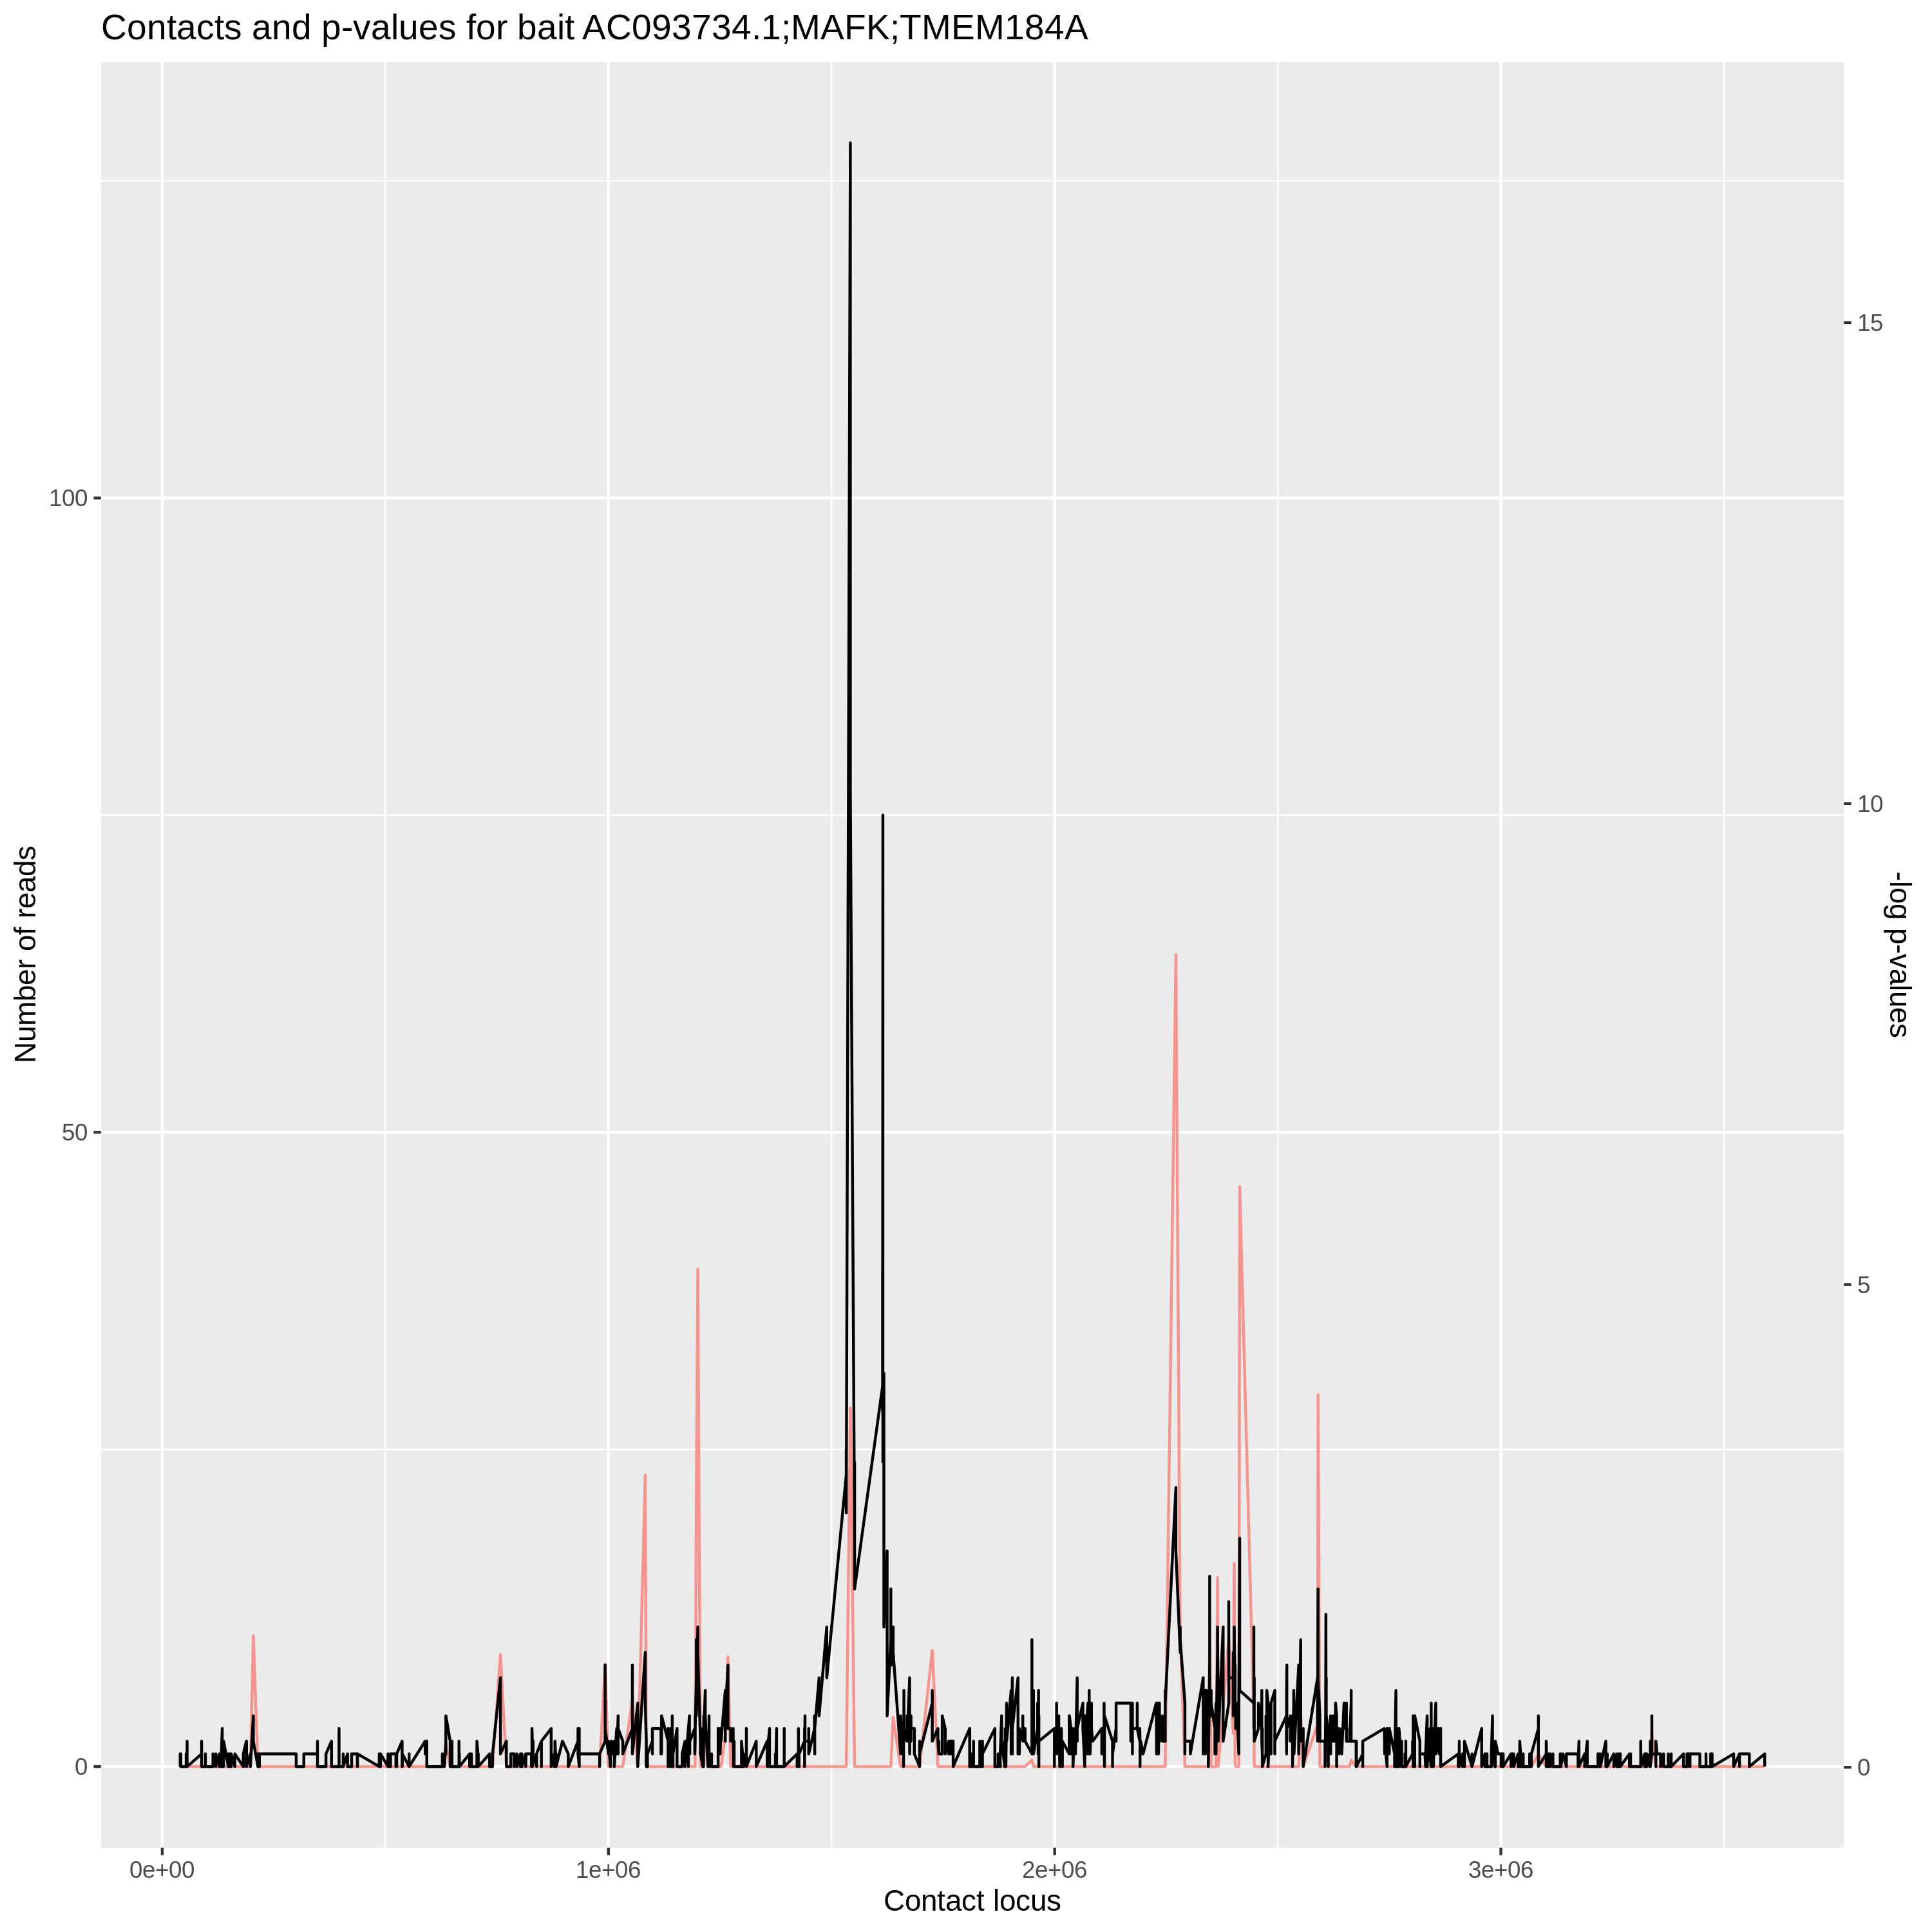 Contacts and p-values for bait AC093734.1;MAFK;TMEM184A
100
50
0
Number of reads
15
10
5
0
-log p-values
0e+00
1e+06
2e+06
3e+06
Contact locus